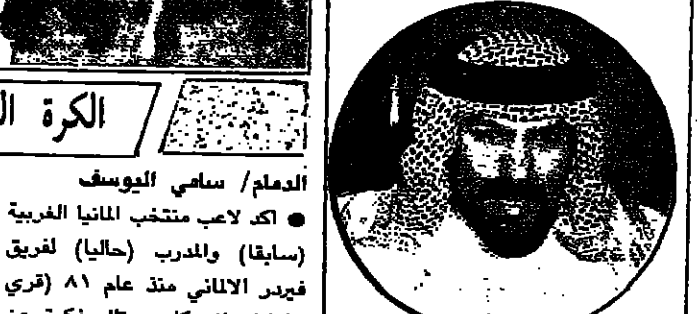 الكرة ال
الدمام/ سامي اليوسف
● اكد لاعب منتخب المانيا الغربية
(سابقا) والمدرب (حاليا) لفريق
فيردر الالماني منذ عام ٨١ (قري